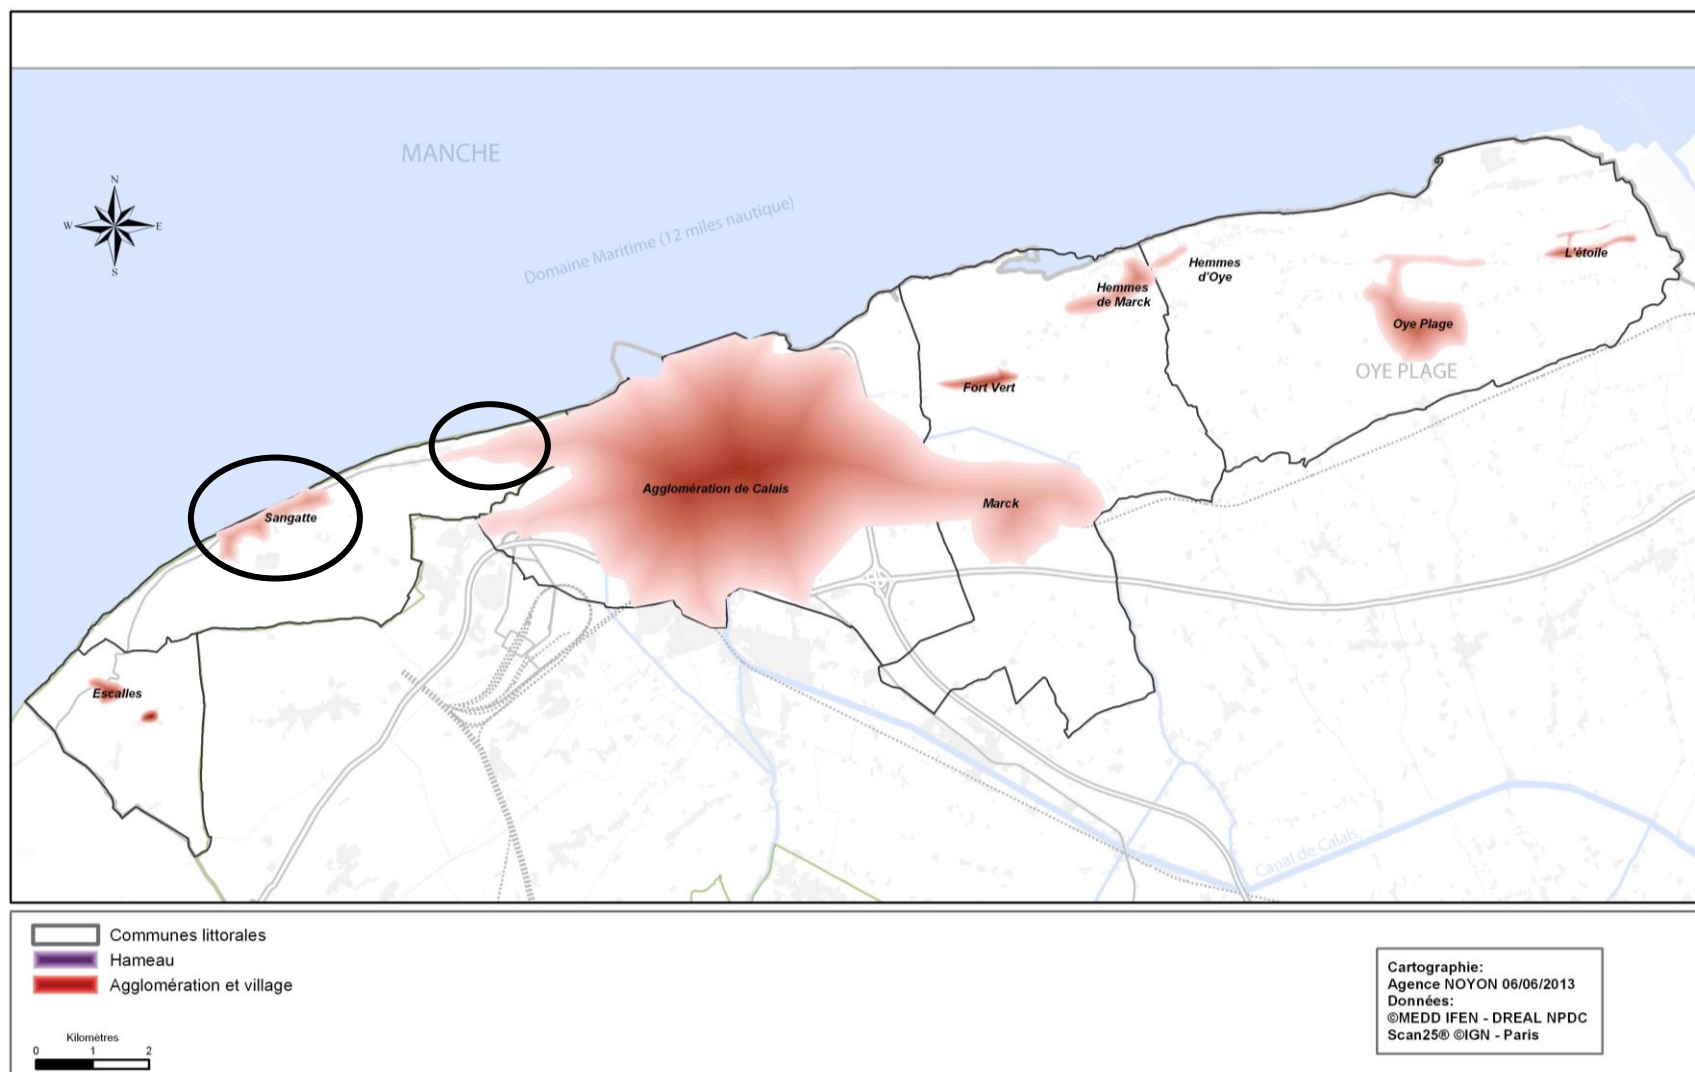 MANCHE
Domaine Maritime (12 miles nautique)
N
W
E
S
Hemmes
d'Oye
L'étoile
Hemmes
de Marck
Oye Plage
OYE PLAGE
Fort Vert
Agglomération de Calais
Marck
Sangatte
Escalles
Canal de Calais
Communes littorales
Hameau
Agglomération et village
Kilomètres
0 1 2
Cartographie:
Agence NOYON 06/06/2013
Données:
©MEDD IFEN - DREAL NPDC
Scan25® ©IGN - Paris